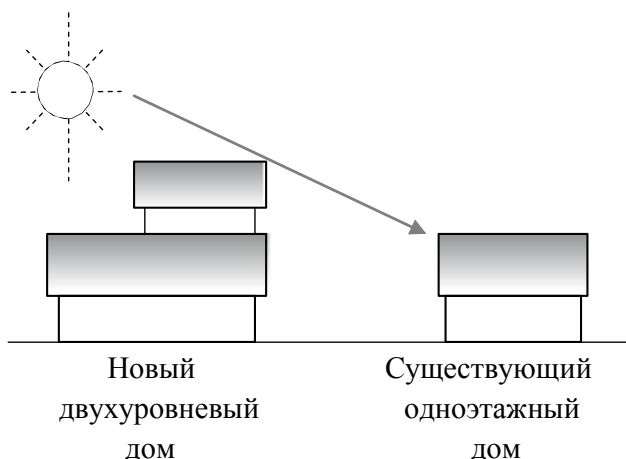 Новый
двухуровневый
дом
Существующий
одноэтажный
дом